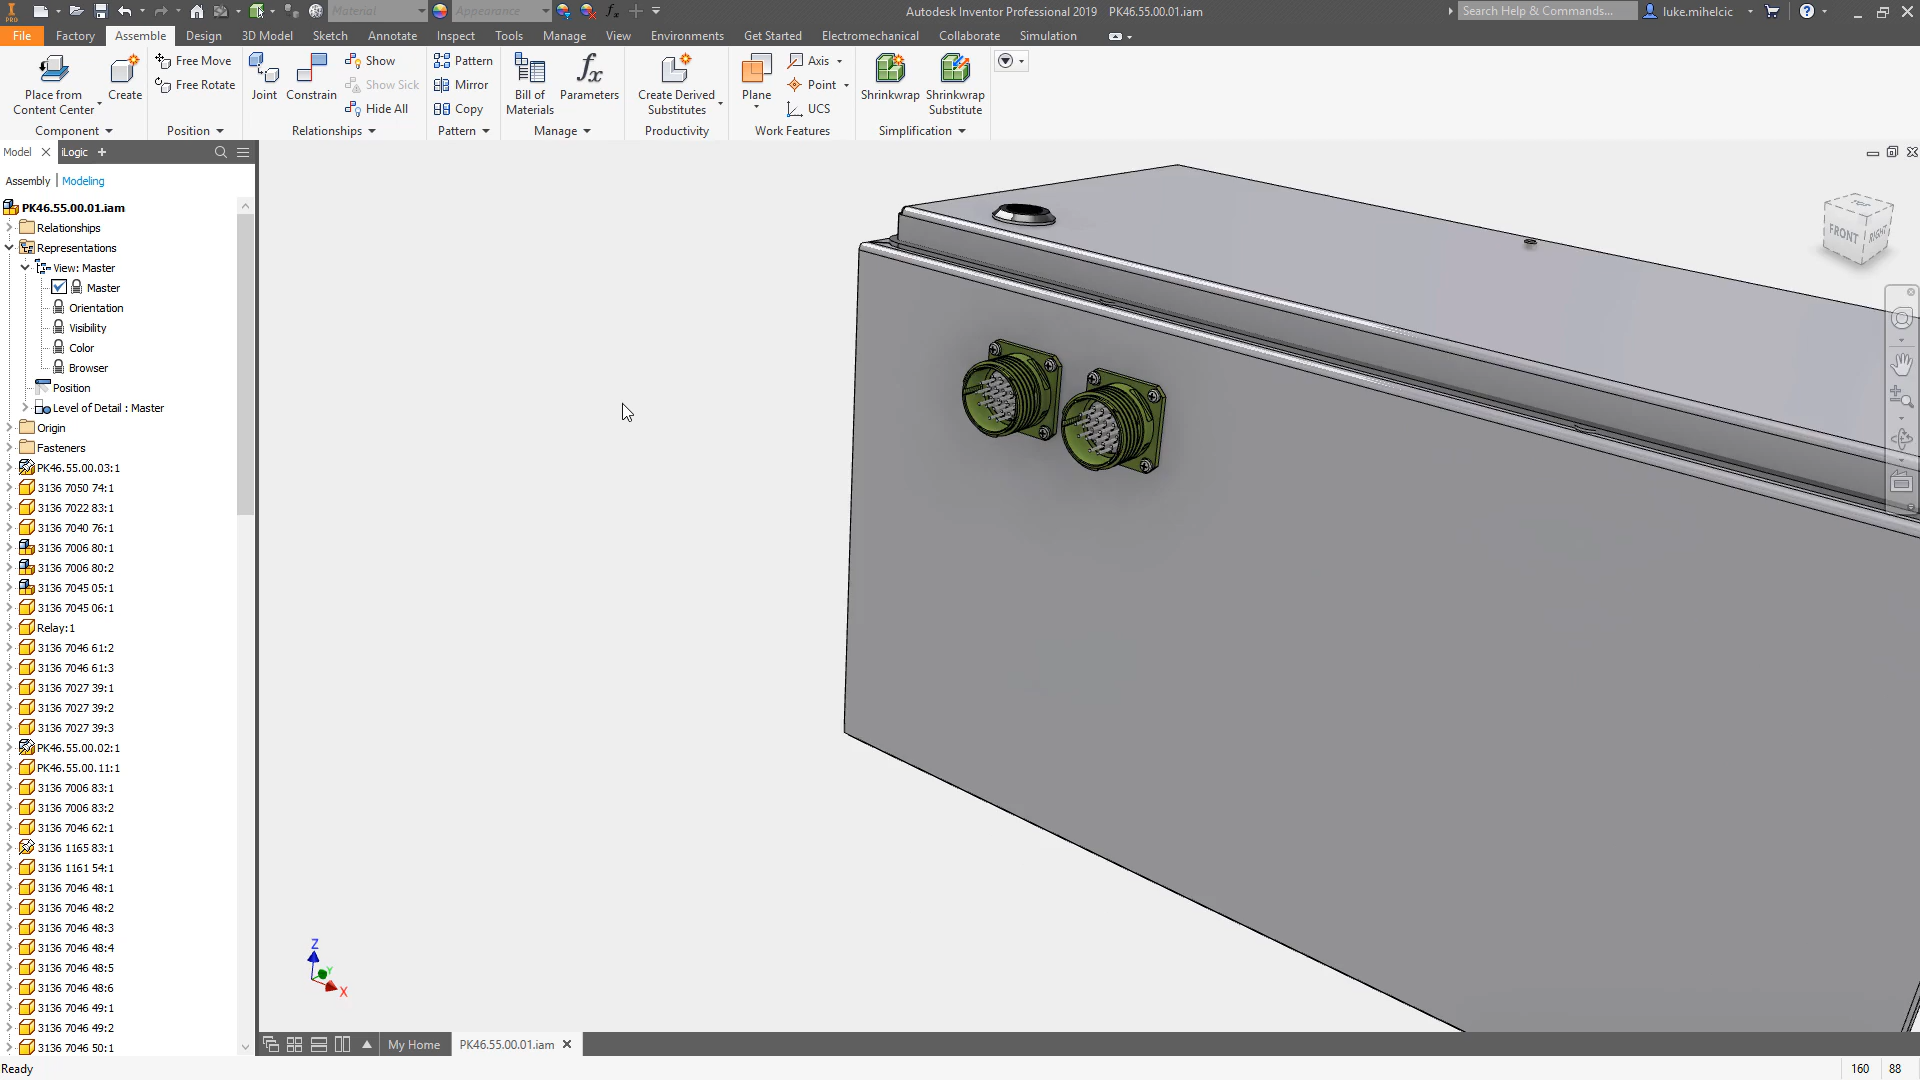 PRO
Material
Appearance
Autodesk Inventor Professional 2019 PK46.55.00.01.iam
Search Help & Commands...
luke.mihelcic
File Factory Assemble Design 3D Model Sketch Annotate Inspect Tools Manage View Environments Get Started Electromechanical Collaborate Simulation
Place from
Content Center
Create
Free Move
Free Rotate
Joint
Constrain
Show
Show Sick
Hide All
Pattern
Mirror
Copy
Bill of
Materials
fx
Parameters
Create Derived
Substitutes
Plane
Axis
Point
UCS
Shrinkwrap
Shrinkwrap
Substitute
Component
Position
Relationships
Pattern
Manage
Productivity
Work Features
Simplification
Model
iLogic
+
Assembly | Modeling
PK46.55.00.01.iam
Relationships
Representations
View: Master
Master
Orientation
Visibility
Color
Browser
Position
Level of Detail : Master
Origin
Fasteners
PK46.55.00.03:1
3136 7050 74:1
3136 7022 83:1
3136 7040 76:1
3136 7006 80:1
3136 7006 80:2
3136 7045 05:1
3136 7045 06:1
Relay:1
3136 7046 61:2
3136 7046 61:3
3136 7027 39:1
3136 7027 39:2
3136 7027 39:3
PK46.55.00.02:1
PK46.55.00.11:1
3136 7006 83:1
3136 7006 83:2
3136 7046 62:1
3136 1165 83:1
3136 1161 54:1
3136 7046 48:1
3136 7046 48:2
3136 7046 48:3
3136 7046 48:4
3136 7046 48:5
3136 7046 48:6
3136 7046 49:1
3136 7046 49:2
3136 7046 50:1
TOP
FRONT
RIGHT
Z
Y
X
My Home
PK46.55.00.01.iam
Ready
160 88